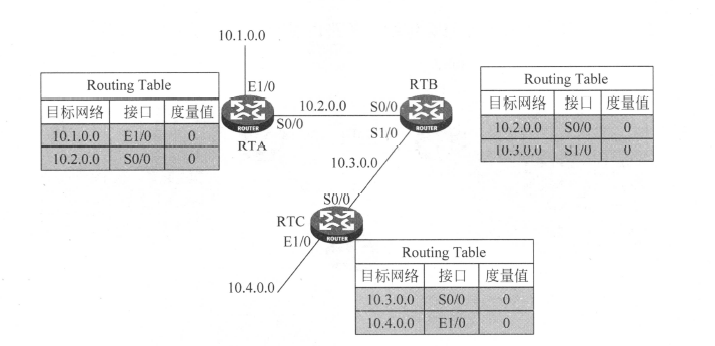 10.1.0.0
Routing Table
目标网络 接口 度量值
10.1.0.0 E1/0 0
10.2.0.0 S0/0 0
E1/0
ROUTER
S0/0
RTA
10.2.0.0
RTB
S0/0
ROUTER
S1/0
Routing Table
目标网络 接口 度量值
10.2.0.0 S0/0 0
10.3.0.0 S1/0 0
10.3.0.0
S0/0
RTC
ROUTER
E1/0
10.4.0.0
Routing Table
目标网络 接口 度量值
10.3.0.0 S0/0 0
10.4.0.0 E1/0 0